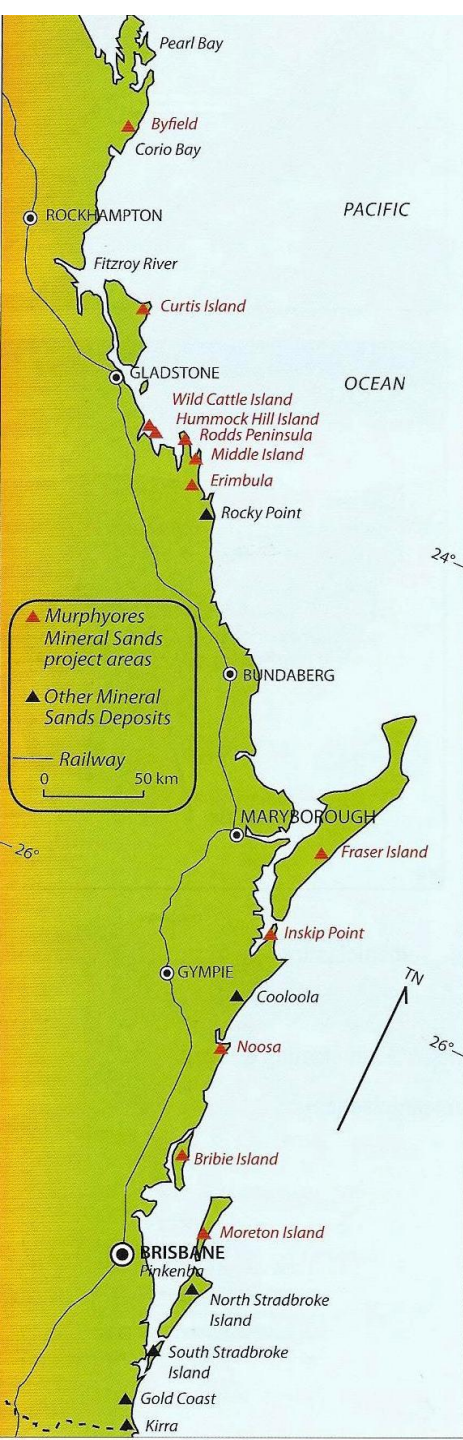 Pearl Bay
Byfield
Corio Bay
PACIFIC
ROCKHAMPTON
Fitzroy River
Curtis Island
GLADSTONE
OCEAN
Wild Cattle Island
Hummock Hill Island
Rodds Peninsula
Middle Island
Erimbula
Rocky Point
24°
Murphyores
Mineral Sands
project areas
BUNDABERG
Other Mineral
Sands Deposits
Railway
0 50 km
MARYBOROUGH
26°
Fraser Island
Inskip Point
GYMPIE
TN
Cooloola
Noosa
26°
Bribie Island
Moreton Island
BRISBANE
Pinkenba
North Stradbroke
Island
South Stradbroke
Island
Gold Coast
Kirra